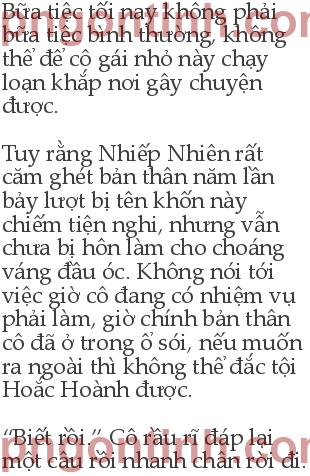 Bữa tiệc tối nay không phải
bữa tiệc bình thường, không
thể để cô gái nhỏ này chạy
loạn khắp nơi gây chuyện
được.
Tuy rằng Nhiếp Nhiên rất
căm ghét bản thân năm lần
bảy lượt bị tên khốn này
chiếm tiện nghi, nhưng vẫn
chưa bị hôn làm cho choáng
váng đầu óc. Không nói tới
việc giờ cô đang có nhiệm vụ
phải làm, giờ chính bản thân
cô đã ở trong ổ sói, nếu muốn
ra ngoài thì không thể đắc tội
Hoắc Hoành được.
“Biết rồi.” Cô rầu rĩ đáp lại
một câu rồi nhanh chân rời đi.
pngontinh.com
pngontinh.com